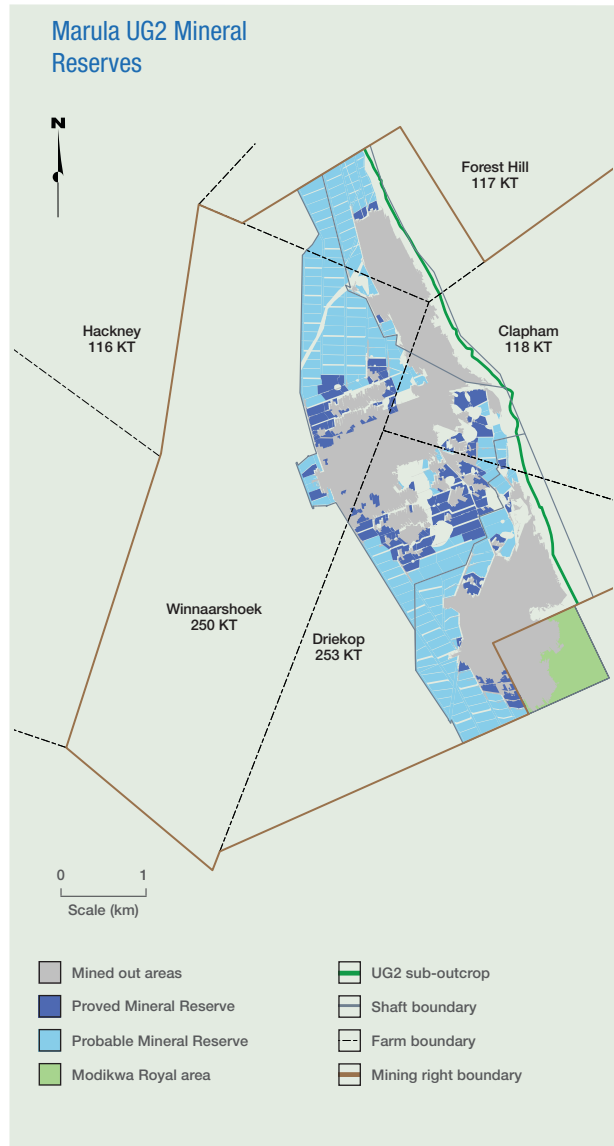 Marula UG2 Mineral
Reserves
N
Forest Hill
117 KT
Hackney
116 KT
Clapham
118 KT
Winnaarshoek
250 KT
Driekop
253 KT
0 1
Scale (km)
Mined out areas
Proved Mineral Reserve
Probable Mineral Reserve
Modikwa Royal area
UG2 sub-outcrop
Shaft boundary
Farm boundary
Mining right boundary